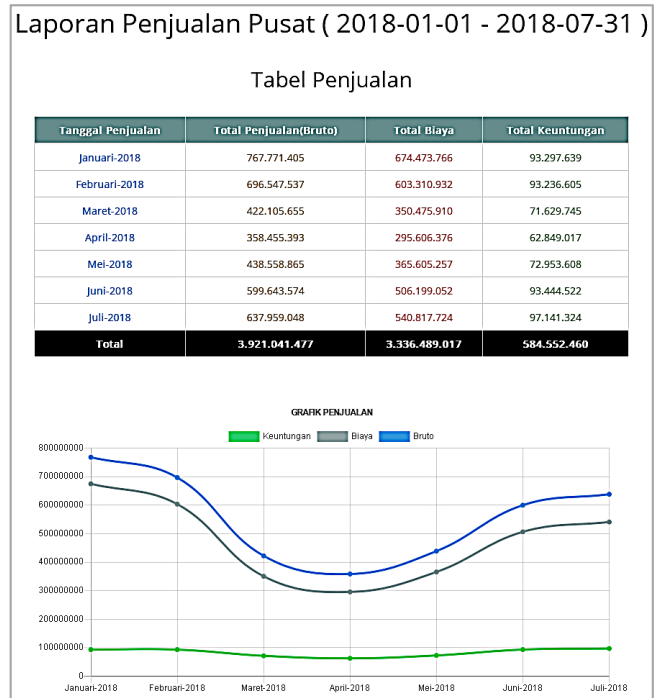 Laporan Penjualan Pusat ( 2018-01-01 - 2018-07-31 )
Tabel Penjualan
Tanggal Penjualan Total Penjualan(Bruto) Total Biaya Total Keuntungan
Januari-2018 767.771.405 674.473.766 93.297.639
Februari-2018 696.547.537 603.310.932 93.236.605
Maret-2018 422.105.655 350.475.910 71.629.745
April-2018 358.455.393 295.606.376 62.849.017
Mei-2018 438.558.865 365.605.257 72.953.608
Juni-2018 599.643.574 506.199.052 93.444.522
Juli-2018 637.959.048 540.817.724 97.141.324
Total 3.921.041.477 3.336.489.017 584.552.460
GRAFIK PENJUALAN
Keuntungan Biaya Bruto
800000000
700000000
600000000
500000000
400000000
300000000
200000000
100000000
0
Januari-2018 Februari-2018 Maret-2018 April-2018 Mei-2018 Juni-2018 Juli-2018